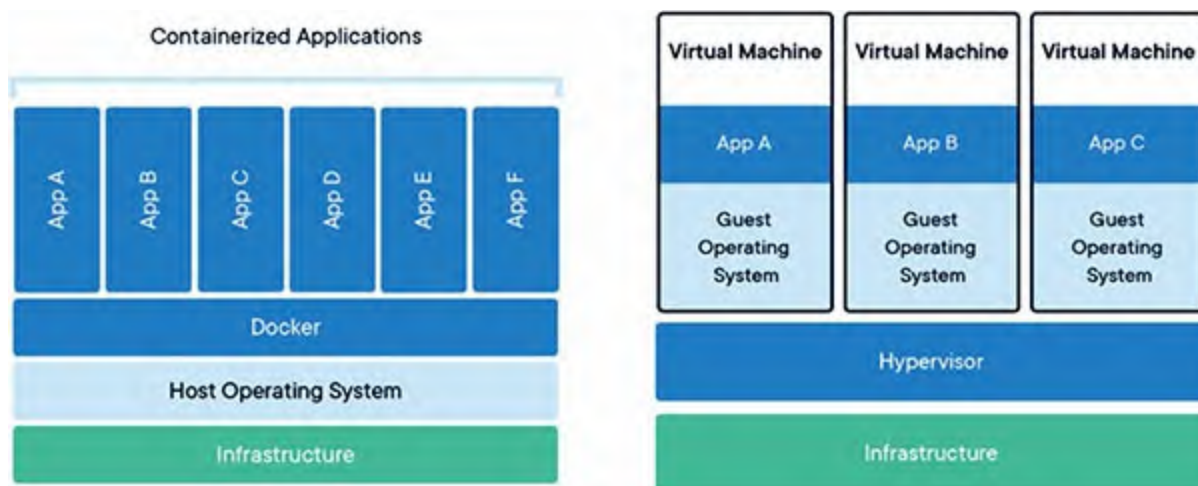 Containerized Applications
App A
App B
App C
App D
App E
App F
Docker
Host Operating System
Infrastructure
Virtual Machine
App A
Guest
Operating
System
Virtual Machine
App B
Guest
Operating
System
Virtual Machine
App C
Guest
Operating
System
Hypervisor
Infrastructure